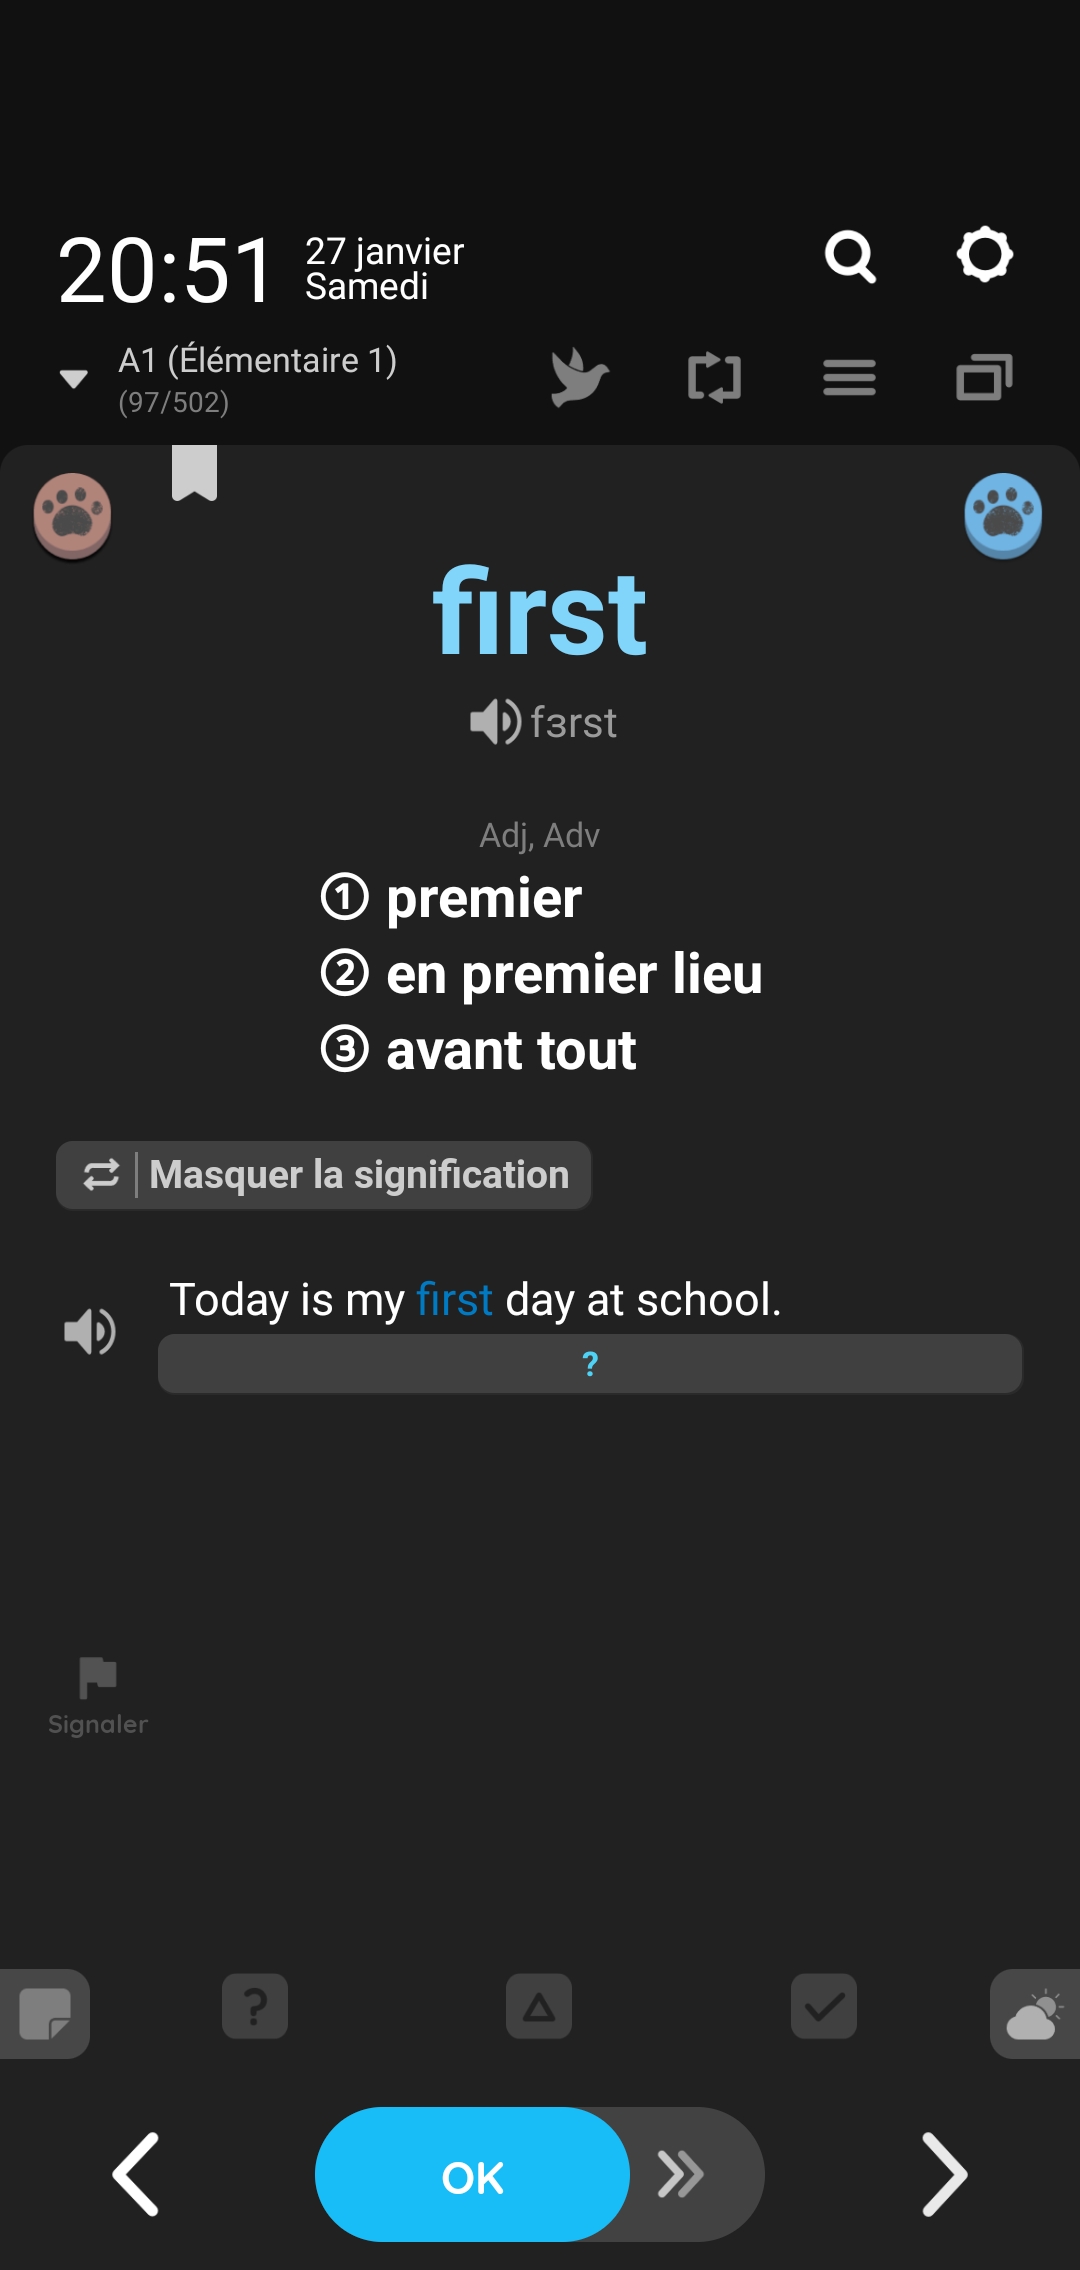 20:51
27 janvier
Samedi
A1 (Élémentaire 1)
(97/502)
first
fɜrst
Adj, Adv
① premier
② en premier lieu
③ avant tout
Masquer la signification
Today is my first day at school.
?
Signaler
?
OK